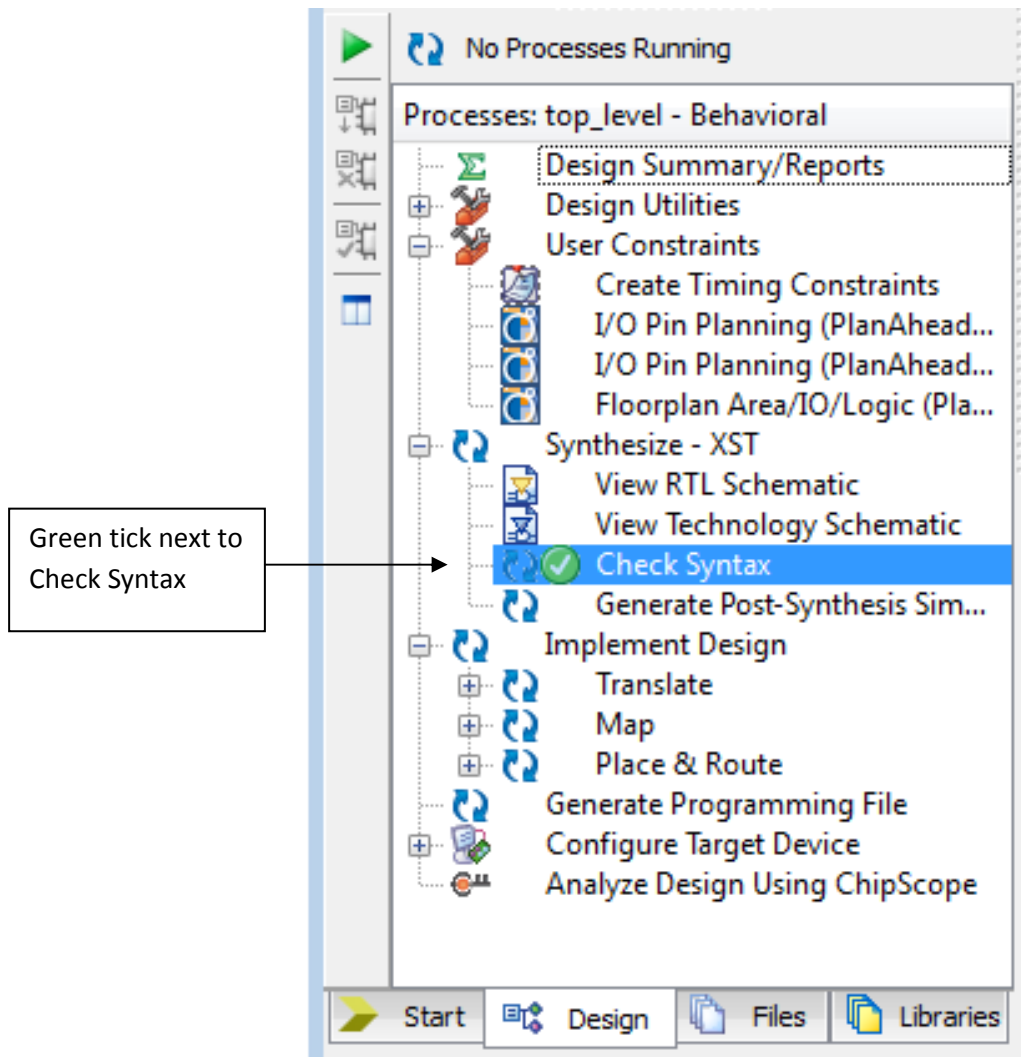 No Processes Running
Processes: top_level - Behavioral
Design Summary/Reports
Design Utilities
User Constraints
Create Timing Constraints
I/O Pin Planning (PlanAhead...
I/O Pin Planning (PlanAhead...
Floorplan Area/IO/Logic (Pla...
Synthesize - XST
View RTL Schematic
View Technology Schematic
Green tick next to
Check Syntax
Check Syntax
Generate Post-Synthesis Sim...
Implement Design
Translate
Map
Place & Route
Generate Programming File
Configure Target Device
Analyze Design Using ChipScope
Start Design Files Libraries